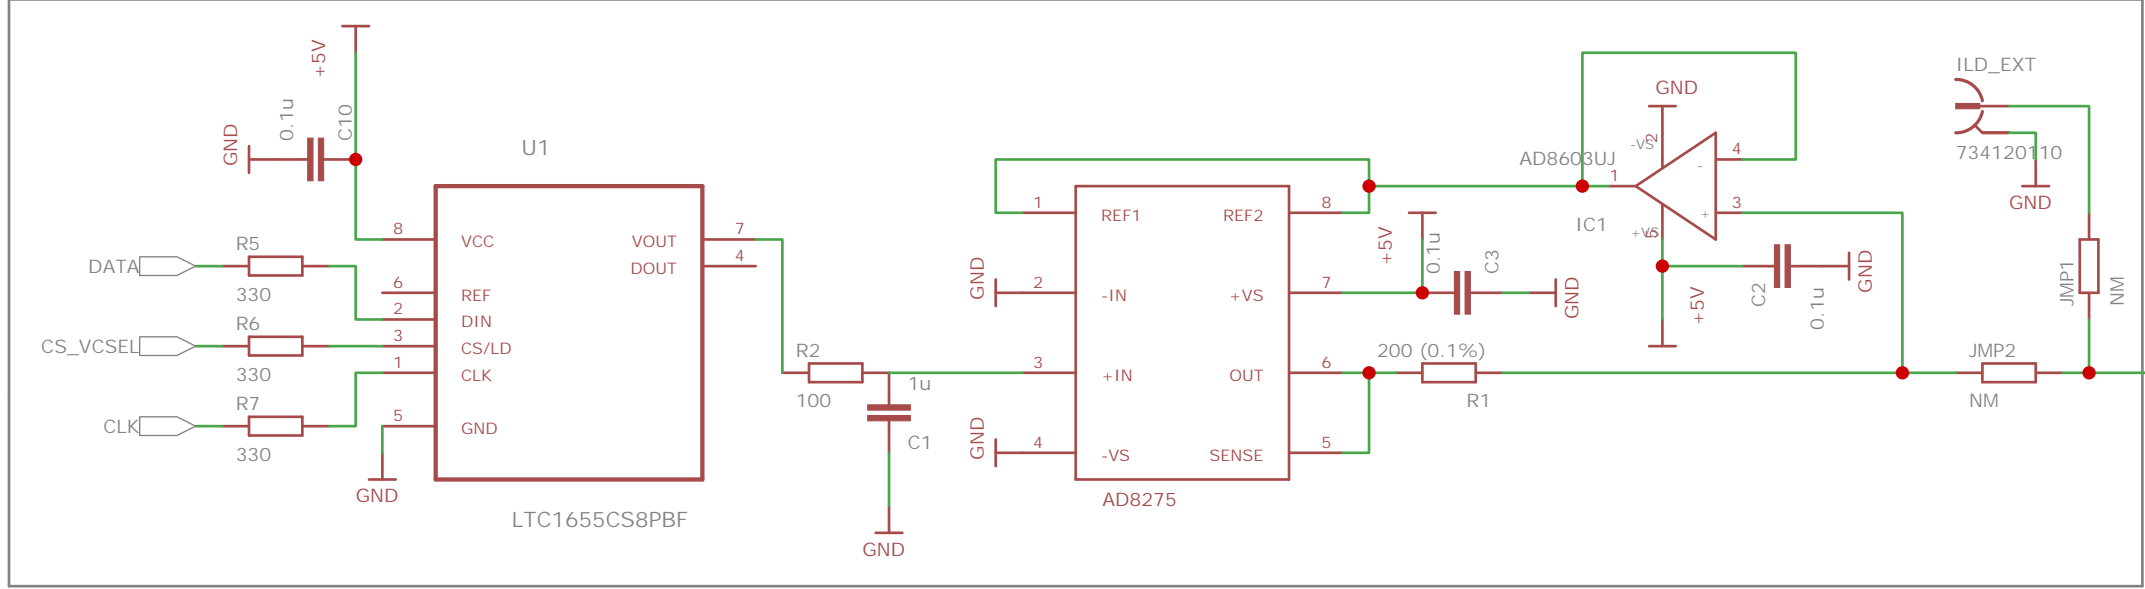 +5V
0.1u
C10
GND
U1
8
VCC
VOUT
7
DOUT
4
DATA
R5
330
6
REF
2
DIN
CS_VCSEL
R6
330
3
CS/LD
1
CLK
CLK
R7
330
5
GND
GND
LTC1655CS8PBF
R2
100
1u
C1
GND
1
REF1
REF2
8
GND
2
-IN
+VS
7
3
+IN
OUT
6
GND
4
-VS
SENSE
5
AD8275
+5V
0.1u
C3
GND
200 (0.1%)
R1
GND
-VS
2
AD8603UJ
1
4
-
3
+
IC1
+VS
5
+5V
C2
0.1u
GND
ILD_EXT
734120110
GND
JMP1
NM
JMP2
NM